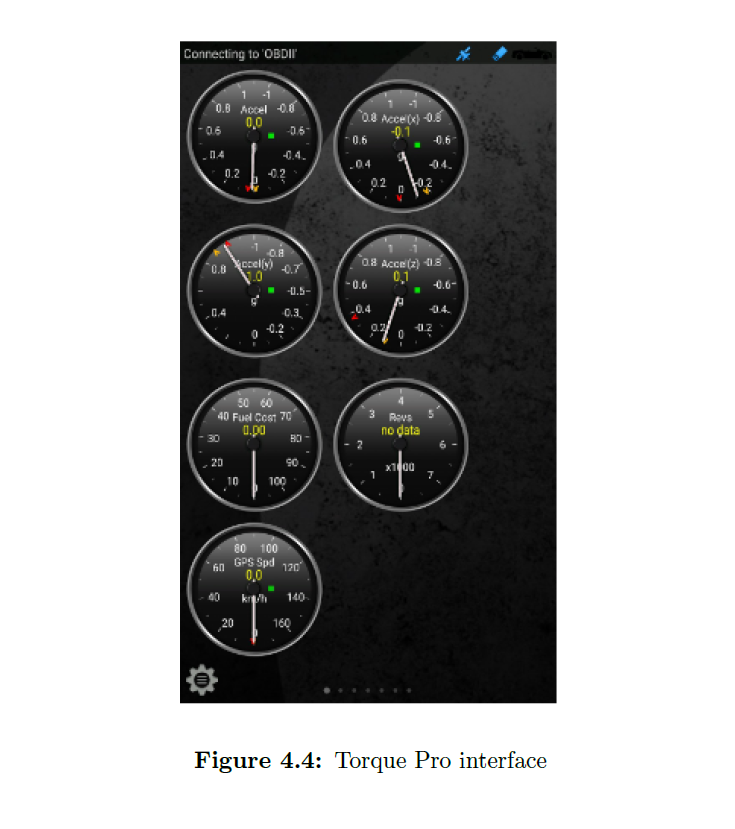 Connecting to 'OBDII'
1 -1
0.8 Accel -0.8
0.0
0.6 -0.6
0.4 -0.4
0.2 0 -0.2
1 -1
0.8 Accel(x) -0.8
-0.1
0.6 g -0.6
0.4 -0.4
0.2 0 -0.2
-1
-0.8
0.8 Accel(y) -0.7
1.0
g -0.5
0.4 -0.3
0 -0.2
1 -1
0.8 Accel(z) -0.8
0.1
0.6 g -0.6
0.4 -0.4
0.2 0 -0.2
50 60
40 Fuel Cost 70
0.00
30 80
20 90
10 100
4
3 Revs 5
no data
2 6
x1000
1 7
80 100
60 GPS Spd 120
0.0
40 km/h 140
20 160
Figure 4.4: Torque Pro interface